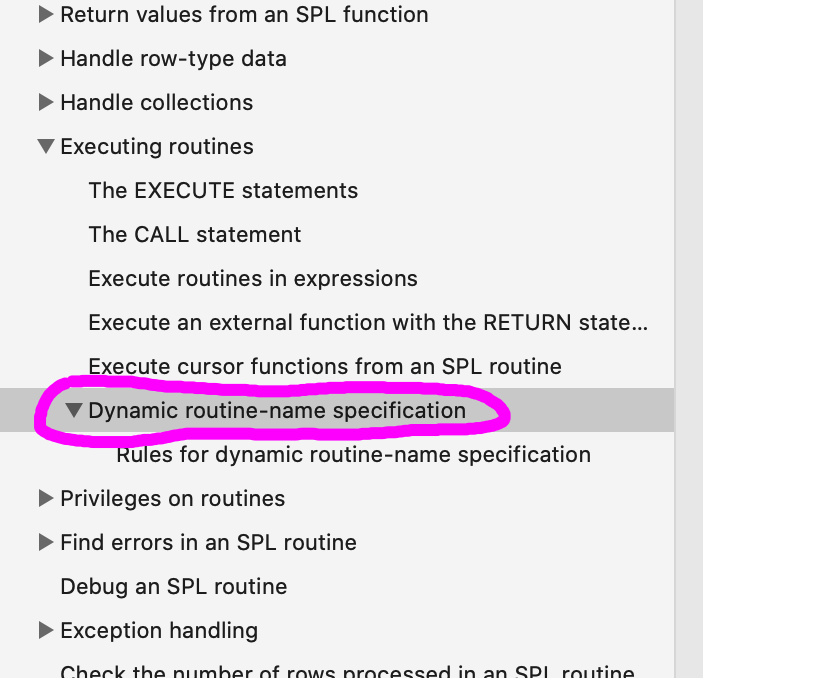 Return values from an SPL function
Handle row-type data
Handle collections
Executing routines
The EXECUTE statements
The CALL statement
Execute routines in expressions
Execute an external function with the RETURN state...
Execute cursor functions from an SPL routine
Dynamic routine-name specification
Rules for dynamic routine-name specification
Privileges on routines
Find errors in an SPL routine
Debug an SPL routine
Exception handling
Check the number of rows processed in an SPL routine